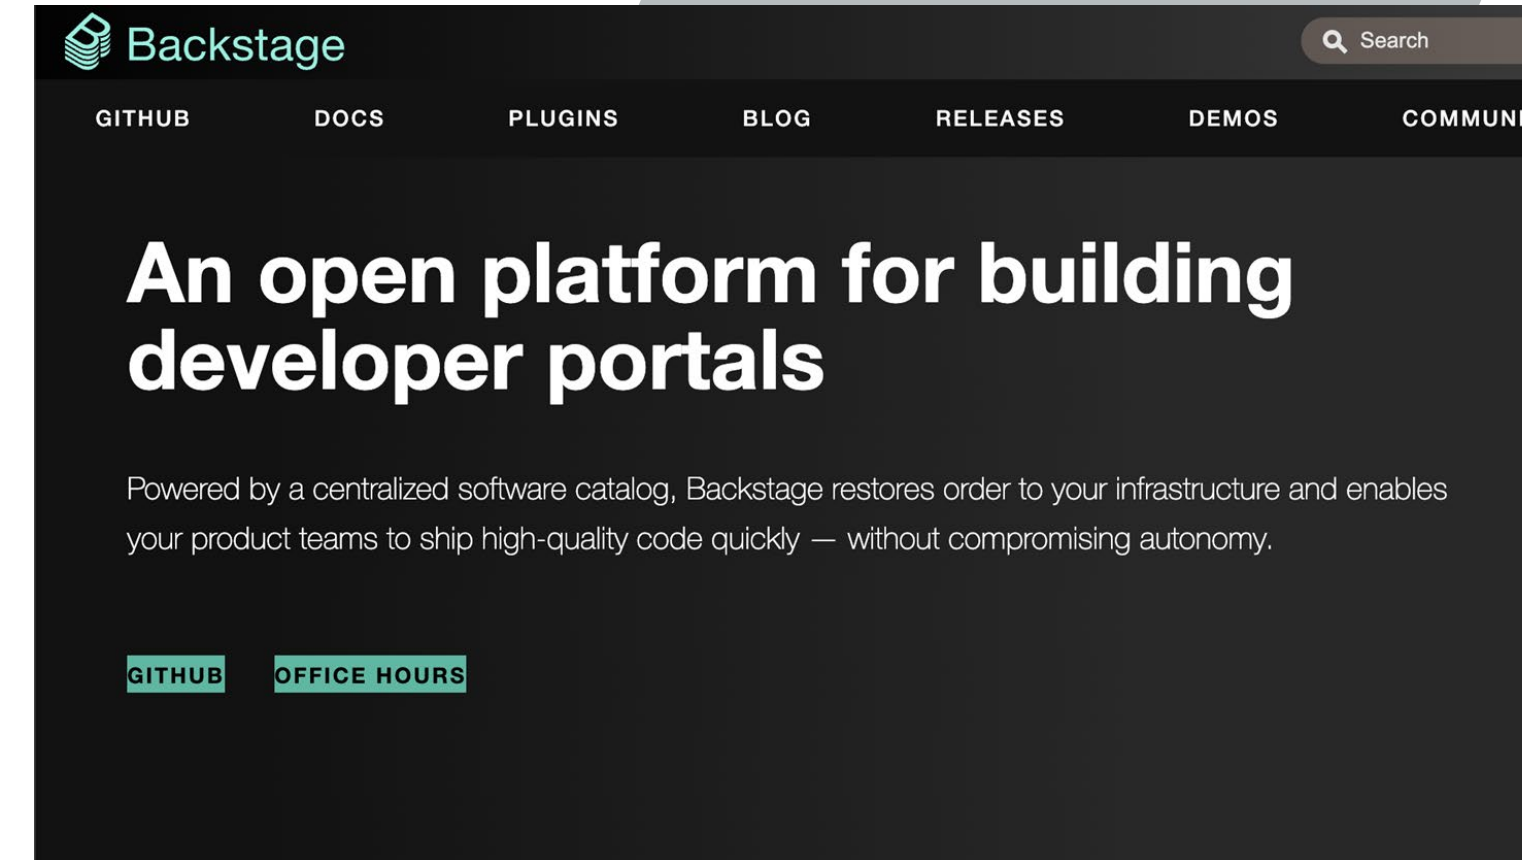 Backstage
Search
GITHUB DOCS PLUGINS BLOG RELEASES DEMOS COMMUNI
An open platform for building
developer portals
Powered by a centralized software catalog, Backstage restores order to your infrastructure and enables
your product teams to ship high-quality code quickly — without compromising autonomy.
GITHUB OFFICE HOURS